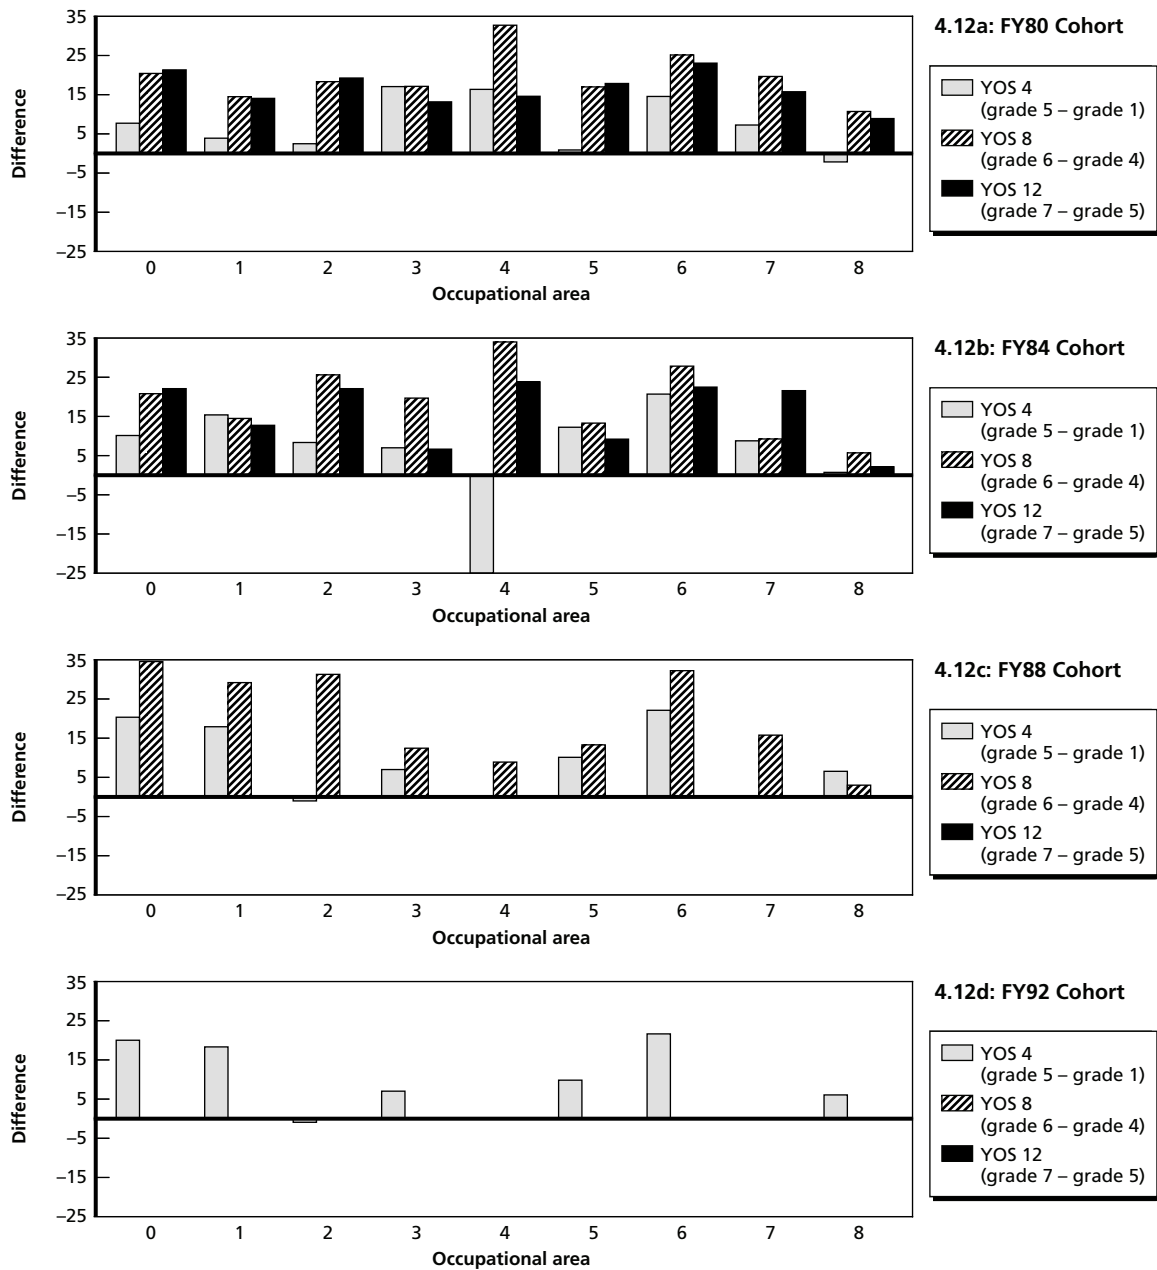 4.12a: FY80 Cohort
Difference
35
25
15
5
–5
–15
–25
0 1 2 3 4 5 6 7 8
Occupational area
YOS 4
(grade 5 – grade 1)
YOS 8
(grade 6 – grade 4)
YOS 12
(grade 7 – grade 5)
4.12b: FY84 Cohort
Difference
35
25
15
5
–5
–15
–25
0 1 2 3 4 5 6 7 8
Occupational area
YOS 4
(grade 5 – grade 1)
YOS 8
(grade 6 – grade 4)
YOS 12
(grade 7 – grade 5)
4.12c: FY88 Cohort
Difference
35
25
15
5
–5
–15
–25
0 1 2 3 4 5 6 7 8
Occupational area
YOS 4
(grade 5 – grade 1)
YOS 8
(grade 6 – grade 4)
YOS 12
(grade 7 – grade 5)
4.12d: FY92 Cohort
Difference
35
25
15
5
–5
–15
–25
0 1 2 3 4 5 6 7 8
Occupational area
YOS 4
(grade 5 – grade 1)
YOS 8
(grade 6 – grade 4)
YOS 12
(grade 7 – grade 5)